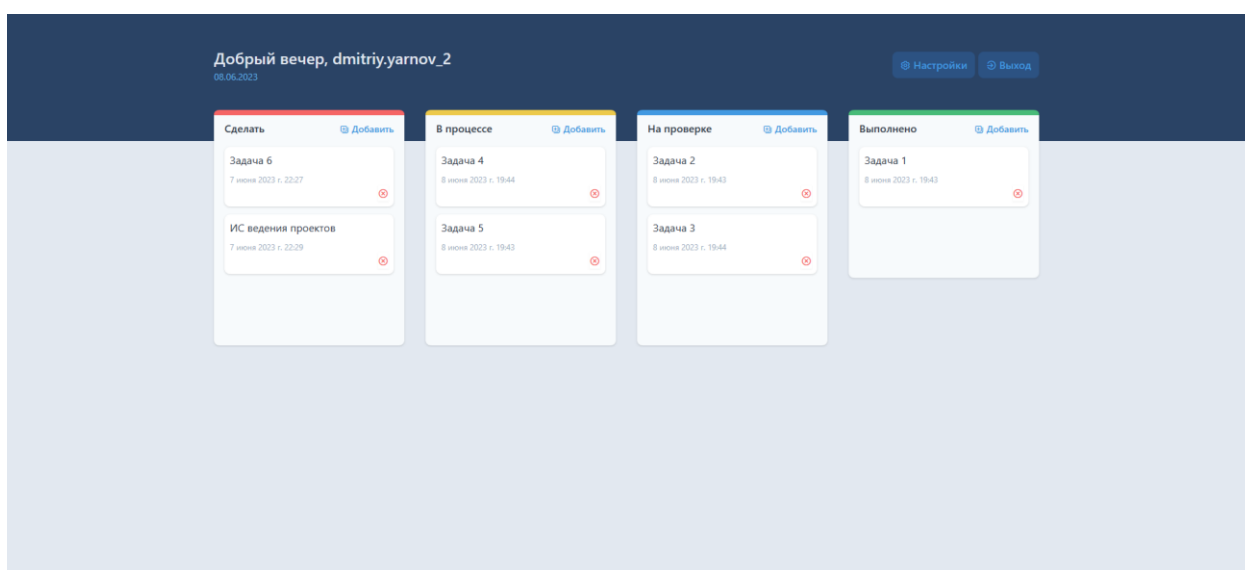 Добрый вечер, dmitriy.yarnov_2
08.06.2023
Настройки
Выход
Сделать
Добавить
Задача 6
7 июня 2023 г. 22:27
ИС ведения проектов
7 июня 2023 г. 22:29
В процессе
Добавить
Задача 4
8 июня 2023 г. 19:44
Задача 5
8 июня 2023 г. 19:43
На проверке
Добавить
Задача 2
8 июня 2023 г. 19:43
Задача 3
8 июня 2023 г. 19:44
Выполнено
Добавить
Задача 1
8 июня 2023 г. 19:43